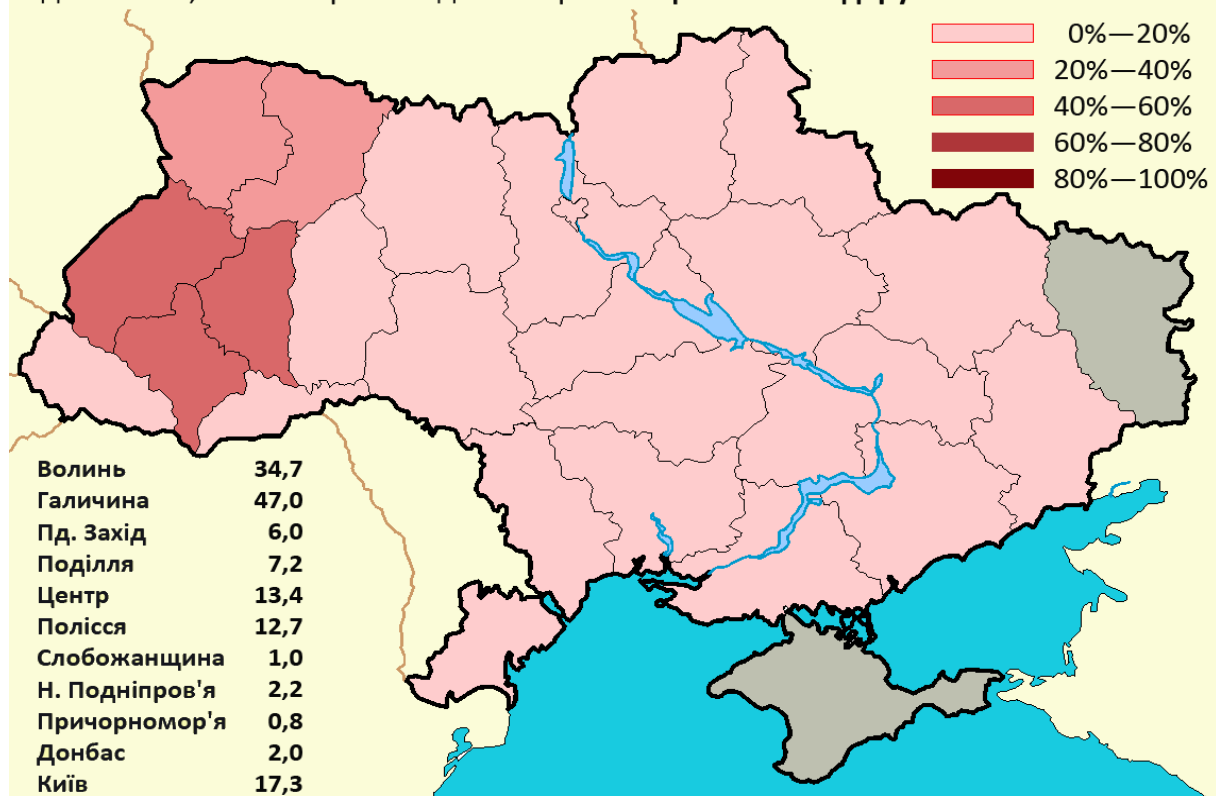 0%—20%
20%—40%
40%—60%
60%—80%
80%—100%
Волинь 34,7
Галичина 47,0
Пд. Захід 6,0
Поділля 7,2
Центр 13,4
Полісся 12,7
Слобожанщина 1,0
Н. Подніпров'я 2,2
Причорномор'я 0,8
Донбас 2,0
Київ 17,3